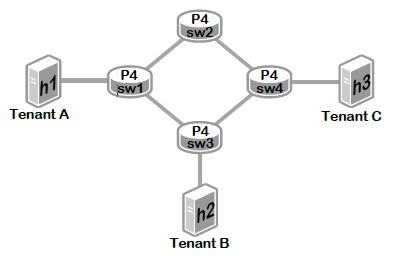 P4
sw2
h1
P4
sw1
P4
sw4
h3
Tenant A
Tenant C
P4
sw3
h2
Tenant B